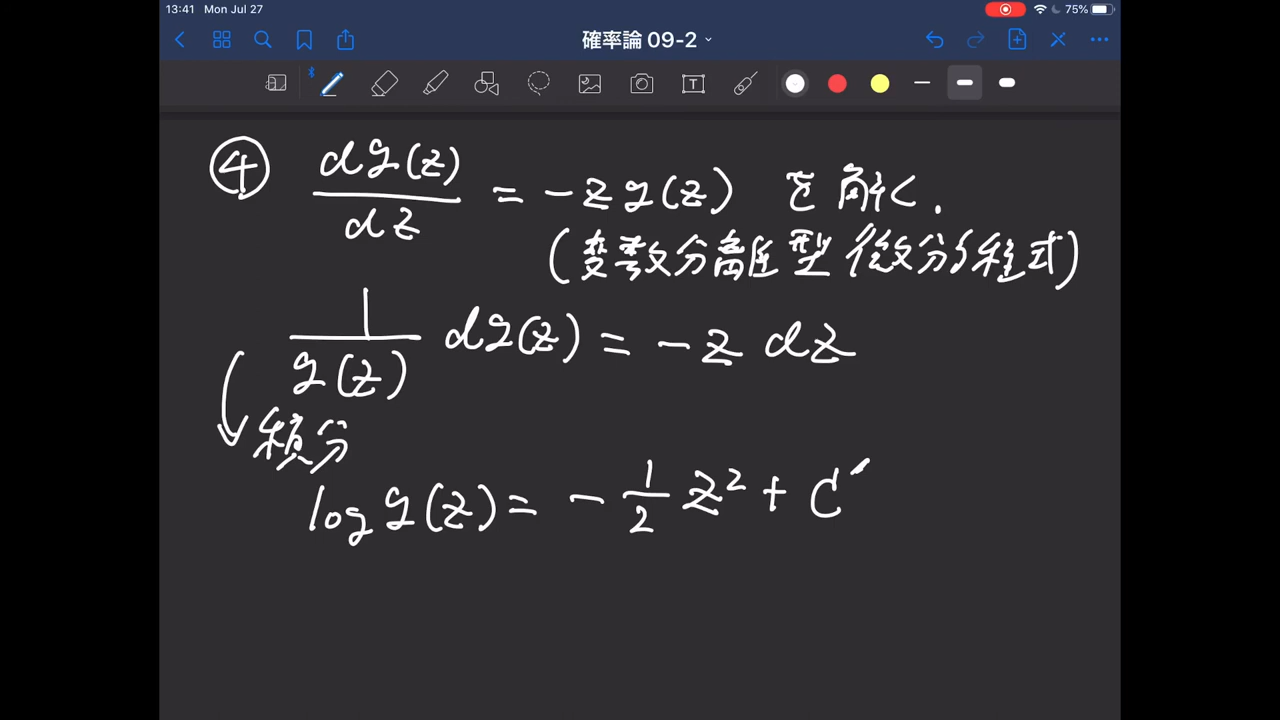 13:41 Mon Jul 27 75%
確率論 09-2
④ dg(z)/dz = -z g(z) を解く.
(変数分離型微分方程式)
1/g(z) dg(z) = -z dz
積分
log g(z) = -1/2 z² + C'